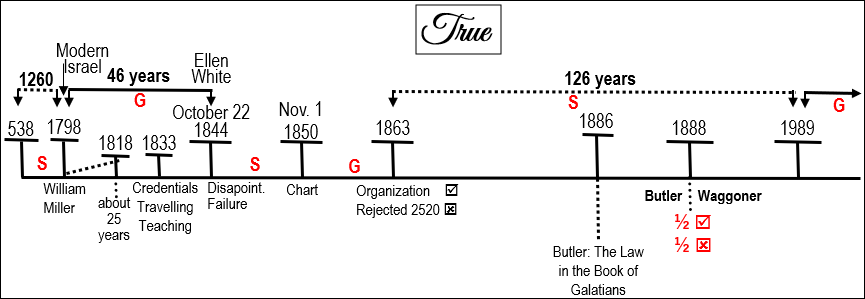 True
Modern
Israel
Ellen
White
1260
46 years
126 years
G
S
G
October 22
Nov. 1
538
1798
1818
1833
1844
1850
1863
1886
1888
1989
S
S
G
William
Miller
about
25
years
Credentials
Travelling
Teaching
Disapoint.
Failure
Chart
Organization ☑
Rejected 2520 ☒
Butler: The Law
in the Book of
Galatians
Butler Waggoner
½ ☑
½ ☒